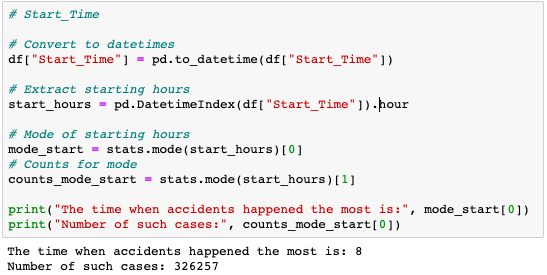 # Start_Time
# Convert to datetimes
df["Start_Time"] = pd.to_datetime(df["Start_Time"])
# Extract starting hours
start_hours = pd.DatetimeIndex(df["Start_Time"]).hour
# Mode of starting hours
mode_start = stats.mode(start_hours)[0]
# Counts for mode
counts_mode_start = stats.mode(start_hours)[1]
print("The time when accidents happened the most is:", mode_start[0])
print("Number of such cases:", counts_mode_start[0])
The time when accidents happened the most is: 8
Number of such cases: 326257